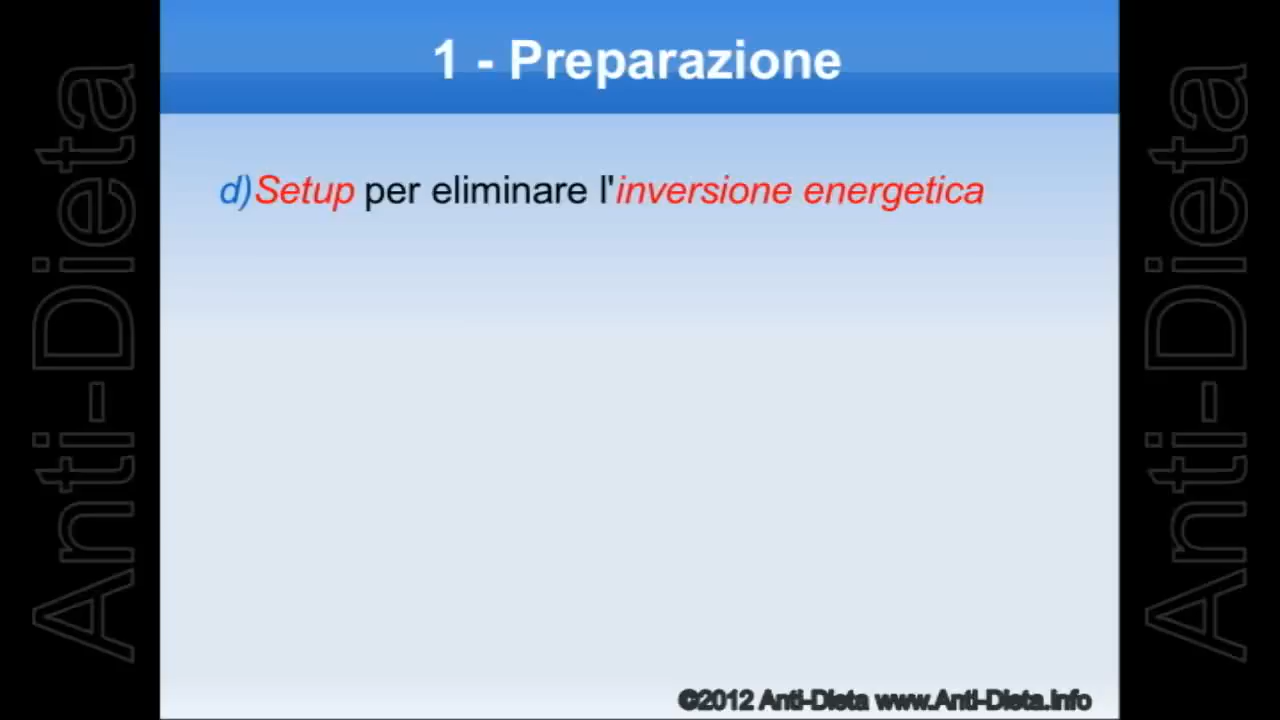 1 - Preparazione
d)Setup per eliminare l'inversione energetica
Anti-Dieta
Anti-Dieta
©2012 Anti-Dieta www.Anti-Dieta.info